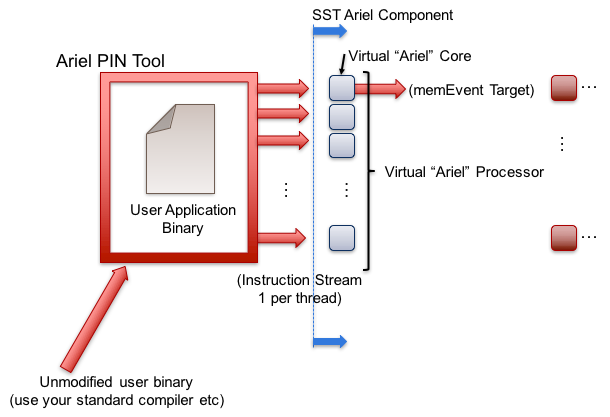 SST Ariel Component
Virtual “Ariel” Core
Ariel PIN Tool
(memEvent Target)
...
...
Virtual “Ariel” Processor
...
...
User Application
Binary
...
(Instruction Stream
1 per thread)
Unmodified user binary
(use your standard compiler etc)